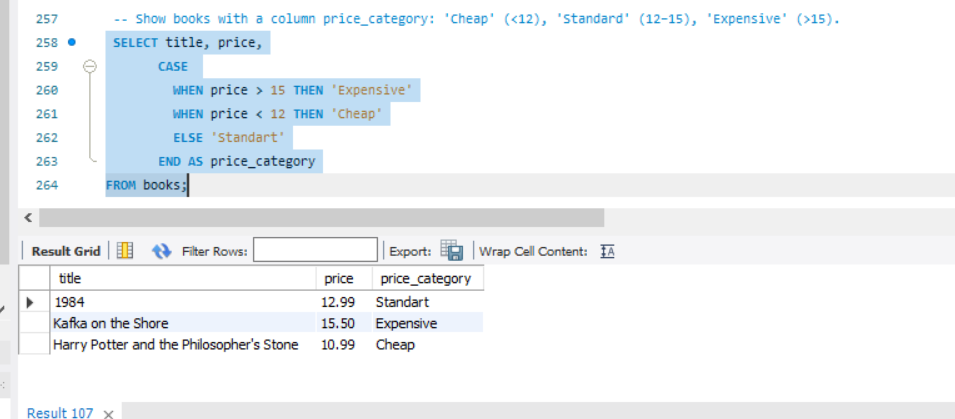 257 -- Show books with a column price_category: 'Cheap' (<12), 'Standard' (12–15), 'Expensive' (>15).
258 SELECT title, price,
259 CASE
260 WHEN price > 15 THEN 'Expensive'
261 WHEN price < 12 THEN 'Cheap'
262 ELSE 'Standart'
263 END AS price_category
264 FROM books;
Result Grid Filter Rows: Export: Wrap Cell Content: IA
title price price_category
1984 12.99 Standart
Kafka on the Shore 15.50 Expensive
Harry Potter and the Philosopher's Stone 10.99 Cheap
Result 107 ×